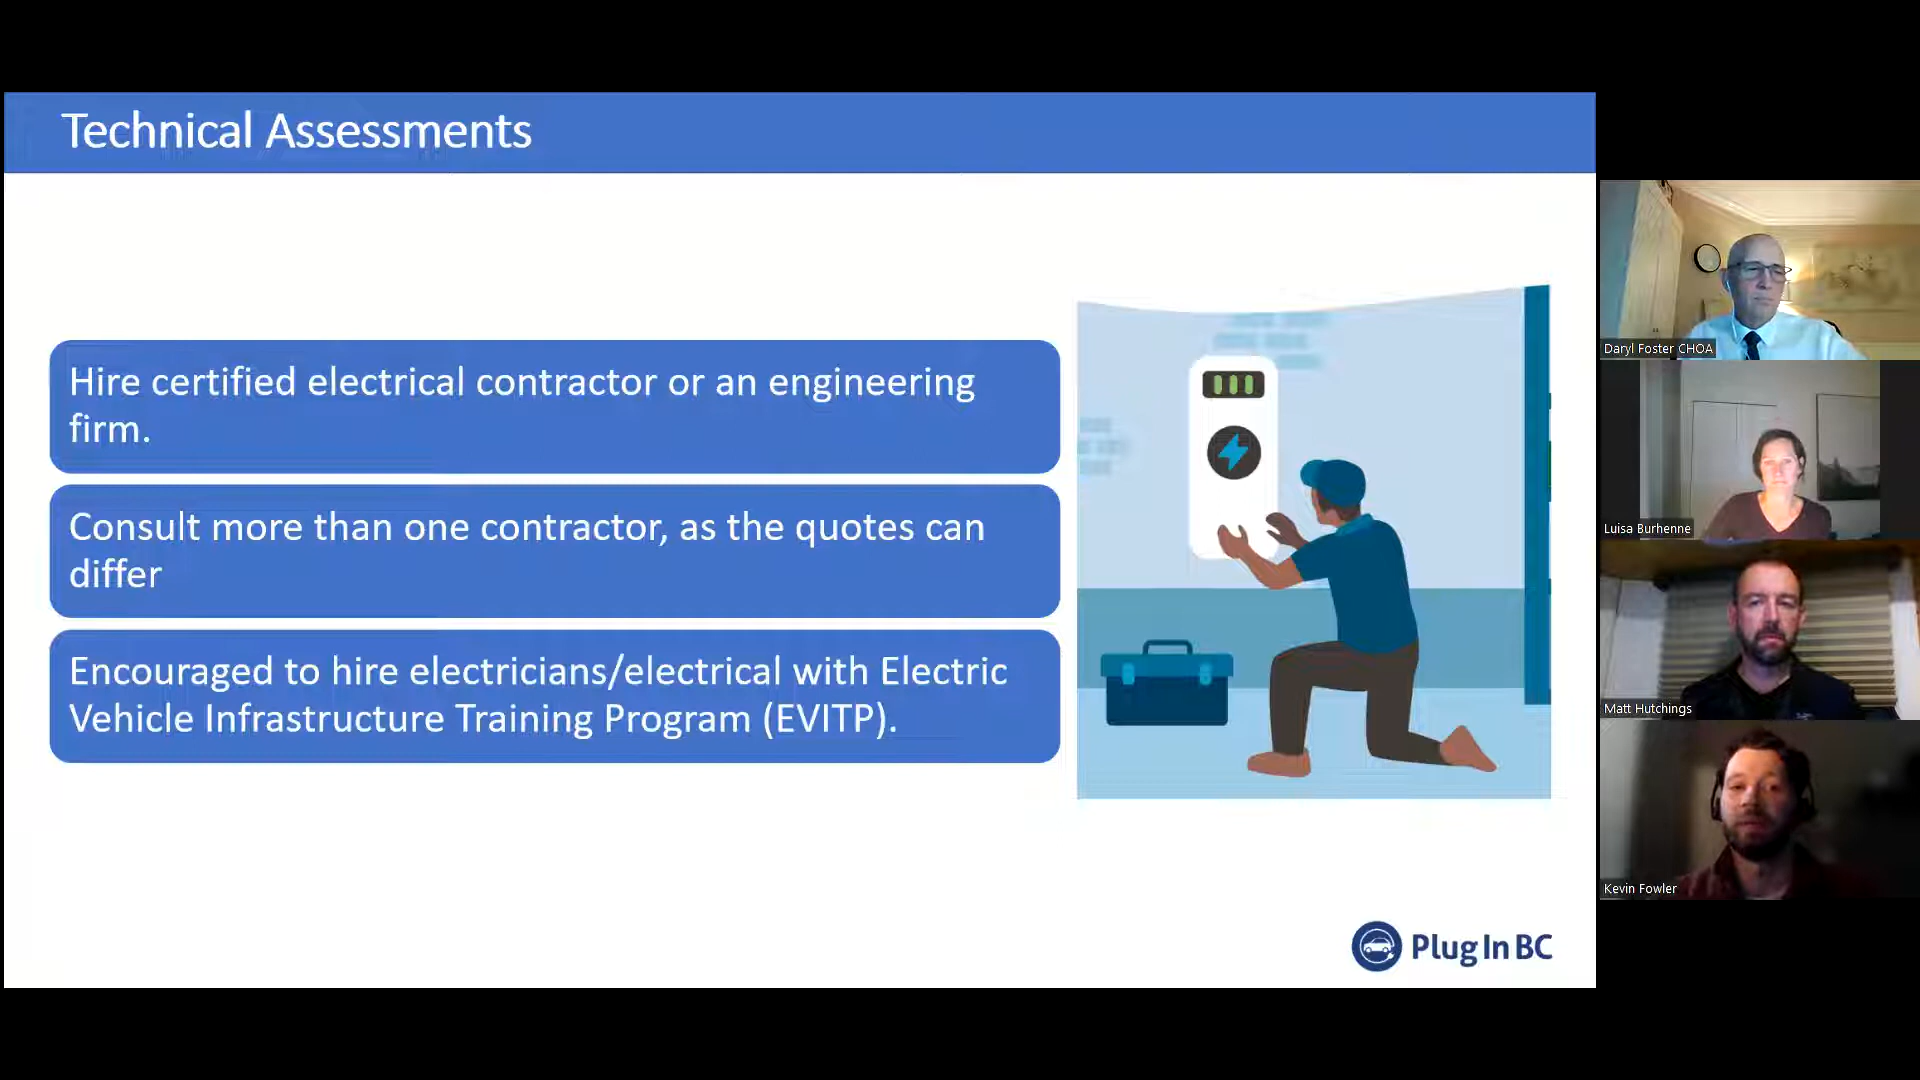 Technical Assessments
Hire certified electrical contractor or an engineering
firm.
Consult more than one contractor, as the quotes can
differ
Encouraged to hire electricians/electrical with Electric
Vehicle Infrastructure Training Program (EVITP).
Plug In BC
Daryl Foster CHOA
Luisa Burhenne
Matt Hutchings
Kevin Fowler